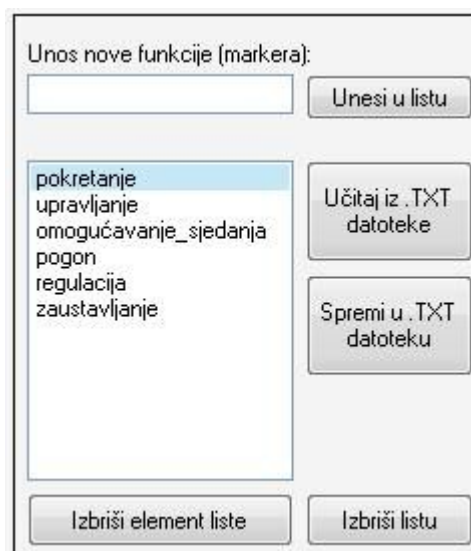 Unos nove funkcije (markera):
Unesi u listu
pokretanje
upravljanje
omogućavanje_sjedanja
pogon
regulacija
zaustavljanje
Učitaj iz .TXT
datoteke
Spremi u .TXT
datoteku
Izbriši element liste
Izbriši listu